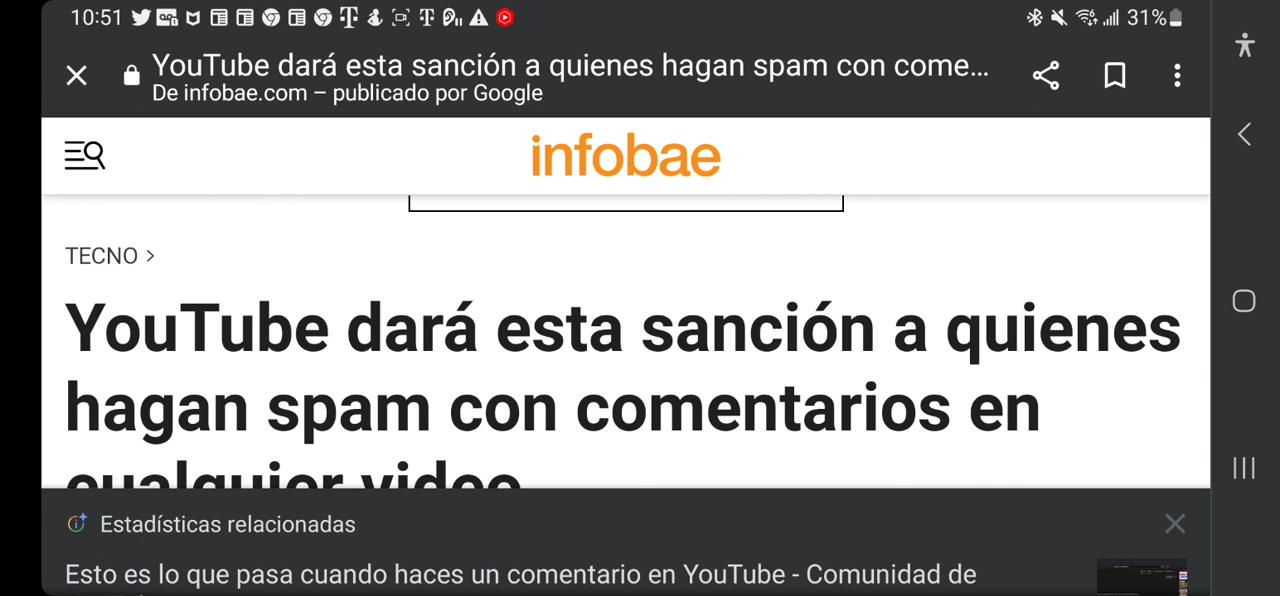 10:51
31%
YouTube dará esta sanción a quienes hagan spam con come...
De infobae.com – publicado por Google
infobae
TECNO >
YouTube dará esta sanción a quienes
hagan spam con comentarios en
cualquier video
Estadísticas relacionadas
Esto es lo que pasa cuando haces un comentario en YouTube - Comunidad de